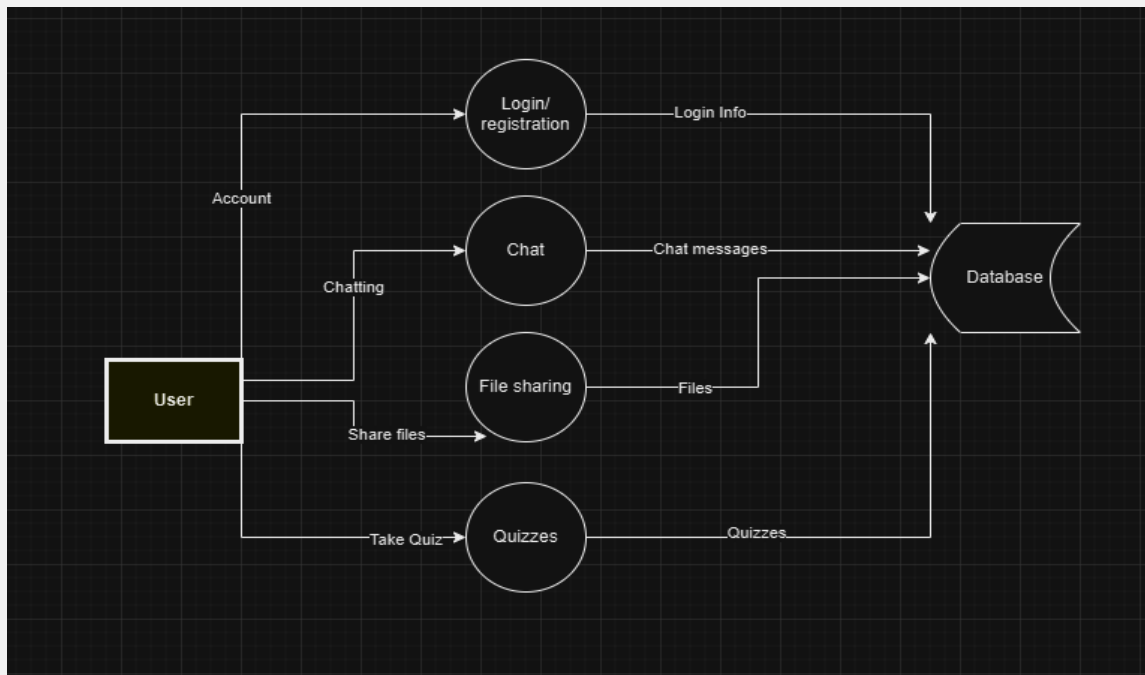 Login/
registration
Login Info
Account
Chat
Chat messages
Database
Chatting
File sharing
Files
User
Share files
Take Quiz
Quizzes
Quizzes